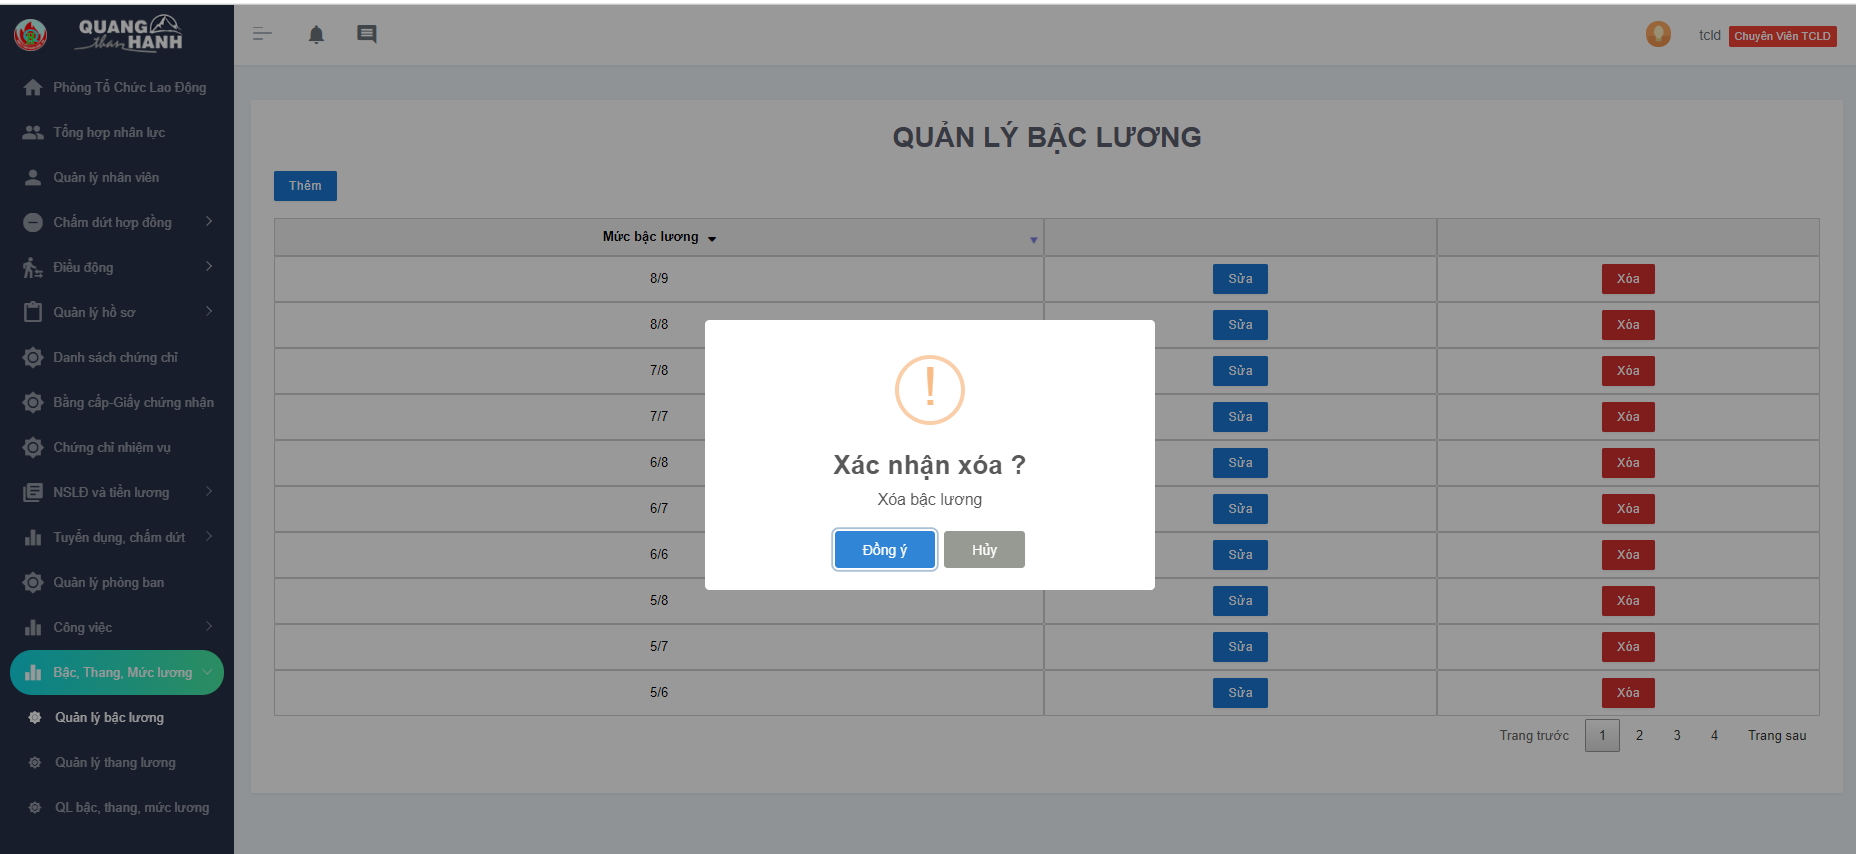 QUANG
than HANH
Phòng Tổ Chức Lao Động
Tổng hợp nhân lực
Quản lý nhân viên
Chấm dứt hợp đồng
Điều động
Quản lý hồ sơ
Danh sách chứng chỉ
Bằng cấp-Giấy chứng nhận
Chứng chỉ nhiệm vụ
NSLĐ và tiền lương
Tuyển dụng, chấm dứt
Quản lý phòng ban
Công việc
Bậc, Thang, Mức lương
Quản lý bậc lương
Quản lý thang lương
QL bậc, thang, mức lương
tcld Chuyên Viên TCLD
QUẢN LÝ BẬC LƯƠNG
Thêm
Mức bậc lương
8/9 Sửa Xóa
8/8 Sửa Xóa
7/8 Sửa Xóa
7/7 Sửa Xóa
6/8 Sửa Xóa
6/7 Sửa Xóa
6/6 Sửa Xóa
5/8 Sửa Xóa
5/7 Sửa Xóa
5/6 Sửa Xóa
Trang trước 1 2 3 4 Trang sau
!
Xác nhận xóa ?
Xóa bậc lương
Đồng ý Hủy